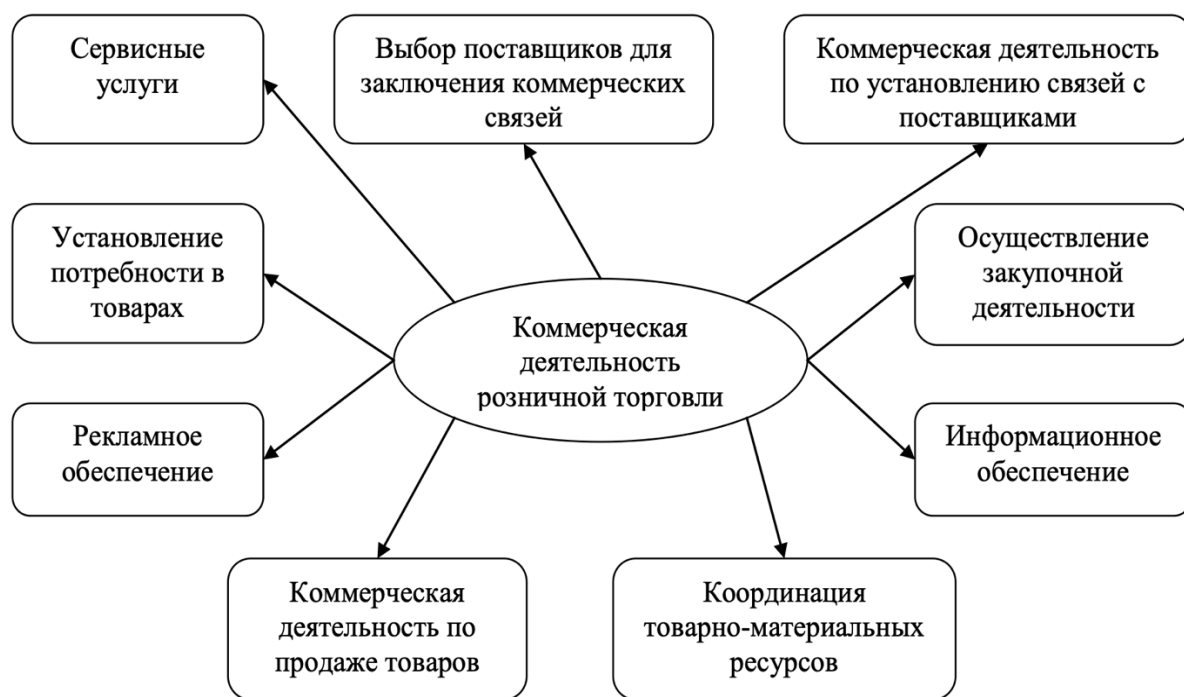 Сервисные
услуги
Выбор поставщиков для
заключения коммерческих
связей
Коммерческая деятельность
по установлению связей с
поставщиками
Установление
потребности в
товарах
Коммерческая
деятельность
розничной торговли
Осуществление
закупочной
деятельности
Рекламное
обеспечение
Информационное
обеспечение
Коммерческая
деятельность по
продаже товаров
Координация
товарно-материальных
ресурсов